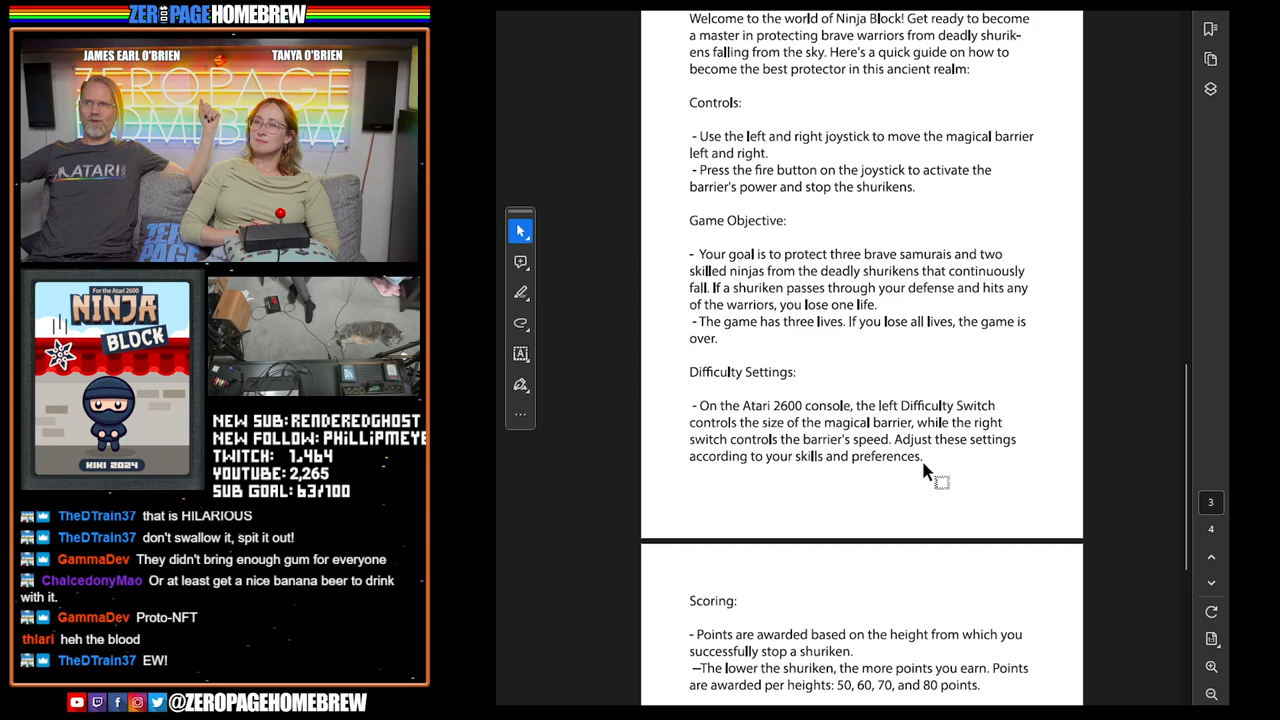 ZERO PAGE HOMEBREW
JAMES EARL O'BRIEN
TANYA O'BRIEN
ZEROPAGE
HOMEBREW
ATARI
ZERO
PAGE
For the Atari 2600
NINJA
BLOCK
KIKI 2024
NEW SUB: RENDEREDGHOST
NEW FOLLOW: PHILLIPMEYE
TWITCH: 1,464
YOUTUBE: 2,265
SUB GOAL: 63/100
TheDTrain37 that is HILARIOUS
TheDTrain37 don't swallow it, spit it out!
GammaDev They didn't bring enough gum for everyone
ChalcedonyMao Or at least get a nice banana beer to drink
with it.
GammaDev Proto-NFT
thlari heh the blood
TheDTrain37 EW!
@ZEROPAGEHOMEBREW
Welcome to the world of Ninja Block! Get ready to become
a master in protecting brave warriors from deadly shurik-
ens falling from the sky. Here's a quick guide on how to
become the best protector in this ancient realm:
Controls:
- Use the left and right joystick to move the magical barrier
left and right.
- Press the fire button on the joystick to activate the
barrier's power and stop the shurikens.
Game Objective:
- Your goal is to protect three brave samurais and two
skilled ninjas from the deadly shurikens that continuously
fall. If a shuriken passes through your defense and hits any
of the warriors, you lose one life.
- The game has three lives. If you lose all lives, the game is
over.
Difficulty Settings:
- On the Atari 2600 console, the left Difficulty Switch
controls the size of the magical barrier, while the right
switch controls the barrier's speed. Adjust these settings
according to your skills and preferences.
Scoring:
- Points are awarded based on the height from which you
successfully stop a shuriken.
–The lower the shuriken, the more points you earn. Points
are awarded per heights: 50, 60, 70, and 80 points.
3
4